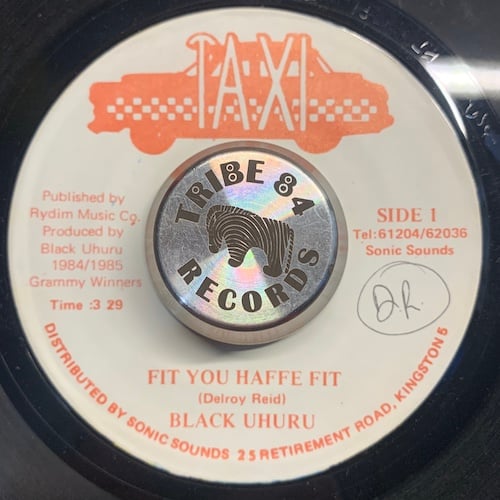 TAXI
TRIBE 84
RECORDS
Published by
Rydim Music Co.
Produced by
Black Uhuru
1984/1985
Grammy Winners
Time :3 29
SIDE 1
Tel:61204/62036
Sonic Sounds
D.R.
FIT YOU HAFFE FIT
(Delroy Reid)
BLACK UHURU
DISTRIBUTED BY SONIC SOUNDS 25 RETIREMENT ROAD, KINGSTON 5